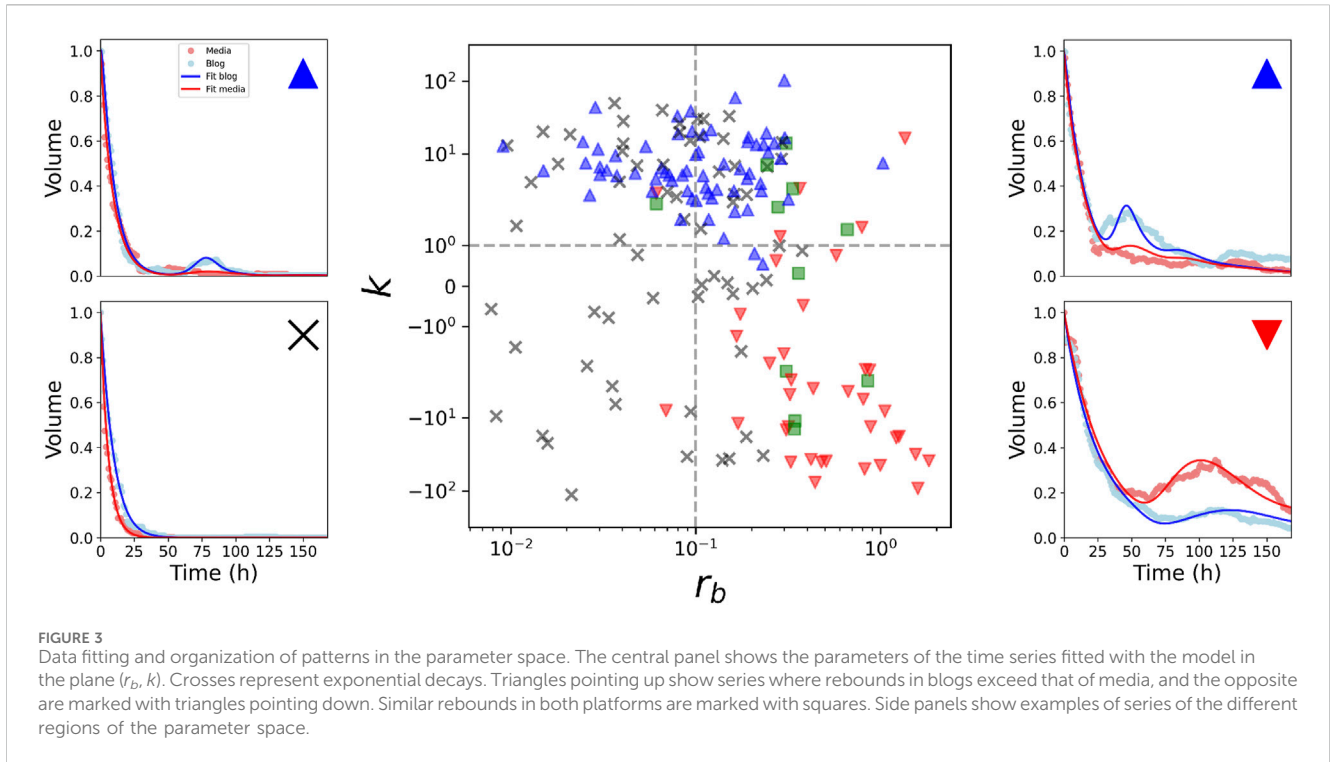 1.0
0.8
0.6
0.4
0.2
0.0
Volume
Media
Blog
Fit blog
Fit media
1.0
0.8
0.6
0.4
0.2
0.0
Volume
0 25 50 75 100 125 150
Time (h)
10²
10¹
10⁰
0
−10⁰
−10¹
−10²
k
10⁻² 10⁻¹ 10⁰
r_b
1.0
0.8
0.6
0.4
0.2
0.0
Volume
1.0
0.8
0.6
0.4
0.2
0.0
Volume
0 25 50 75 100 125 150
Time (h)
FIGURE 3
Data fitting and organization of patterns in the parameter space. The central panel shows the parameters of the time series fitted with the model in
the plane (r_b, k). Crosses represent exponential decays. Triangles pointing up show series where rebounds in blogs exceed that of media, and the opposite
are marked with triangles pointing down. Similar rebounds in both platforms are marked with squares. Side panels show examples of series of the different
regions of the parameter space.